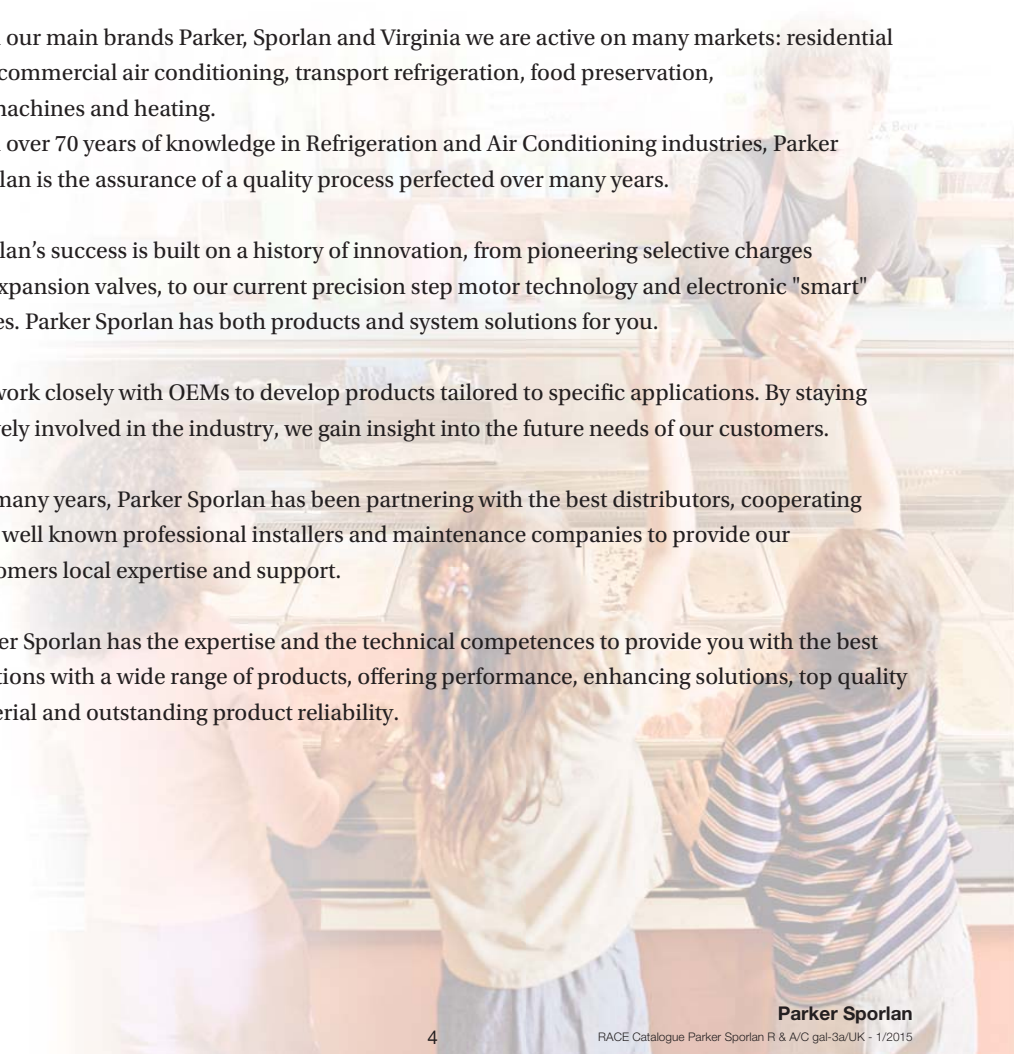 our main brands Parker, Sporlan and Virginia we are active on many markets: residential
commercial air conditioning, transport refrigeration, food preservation,
machines and heating.
over 70 years of knowledge in Refrigeration and Air Conditioning industries, Parker
lan is the assurance of a quality process perfected over many years.
lan's success is built on a history of innovation, from pioneering selective charges
xpansion valves, to our current precision step motor technology and electronic "smart"
es. Parker Sporlan has both products and system solutions for you.
work closely with OEMs to develop products tailored to specific applications. By staying
vely involved in the industry, we gain insight into the future needs of our customers.
many years, Parker Sporlan has been partnering with the best distributors, cooperating
well known professional installers and maintenance companies to provide our
omers local expertise and support.
er Sporlan has the expertise and the technical competences to provide you with the best
tions with a wide range of products, offering performance, enhancing solutions, top quality
erial and outstanding product reliability.
Parker Sporlan
4 RACE Catalogue Parker Sporlan R & A/C gal-3a/UK - 1/2015